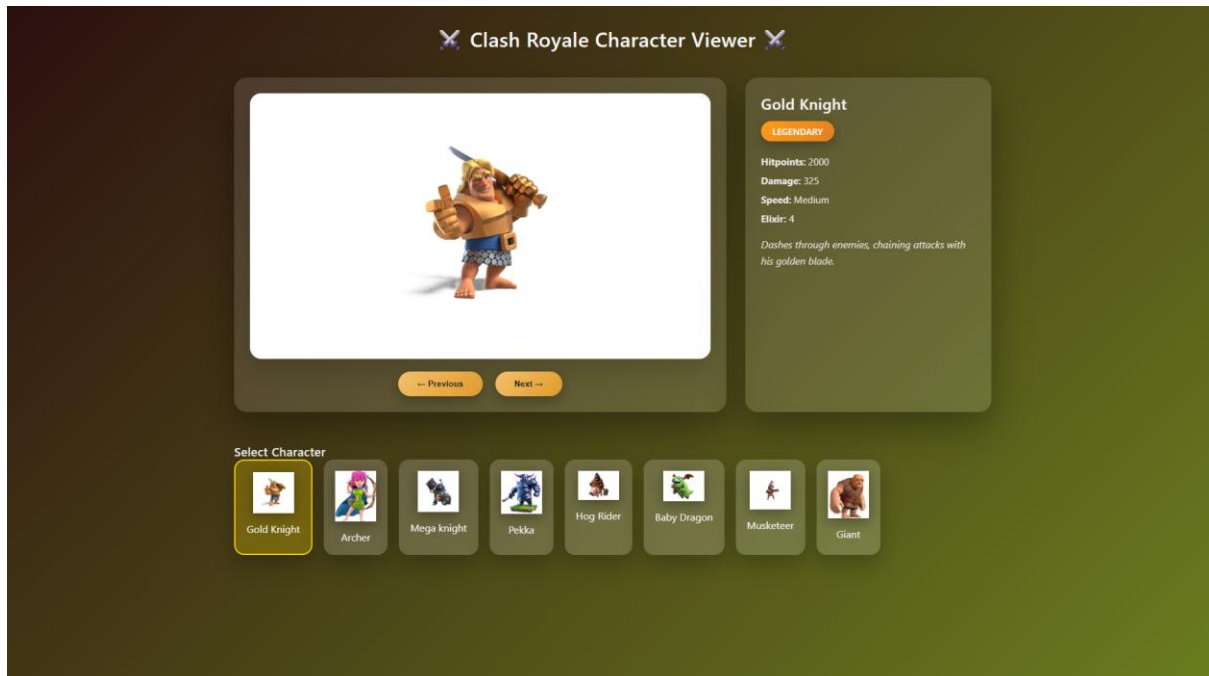 ⚔️ Clash Royale Character Viewer ⚔️
Gold Knight
LEGENDARY
Hitpoints: 2000
Damage: 325
Speed: Medium
Elixir: 4
Dashes through enemies, chaining attacks with
his golden blade.
← Previous
Next →
Select Character
Gold Knight
Archer
Mega knight
Pekka
Hog Rider
Baby Dragon
Musketeer
Giant